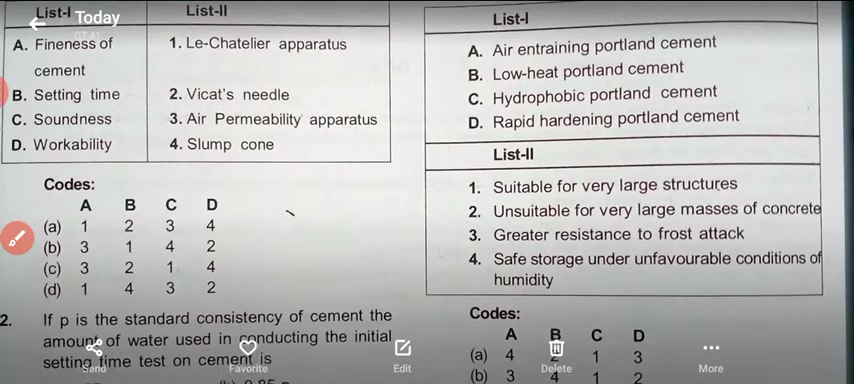 List-I
List-II
Today
A. Fineness of
cement
1. Le-Chatelier apparatus
B. Setting time
2. Vicat's needle
C. Soundness
3. Air Permeability apparatus
D. Workability
4. Slump cone
Codes:
A B C D
(a) 1 2 3 4
(b) 3 1 4 2
(c) 3 2 1 4
(d) 1 4 3 2
2. If p is the standard consistency of cement the
amount of water used in conducting the initial
setting time test on cement is
List-I
A. Air entraining portland cement
B. Low-heat portland cement
C. Hydrophobic portland cement
D. Rapid hardening portland cement
List-II
1. Suitable for very large structures
2. Unsuitable for very large masses of concrete
3. Greater resistance to frost attack
4. Safe storage under unfavourable conditions of
humidity
Codes:
A B C D
(a) 4 2 1 3
(b) 3 4 1 2
Send
Favorite
Edit
Delete
More